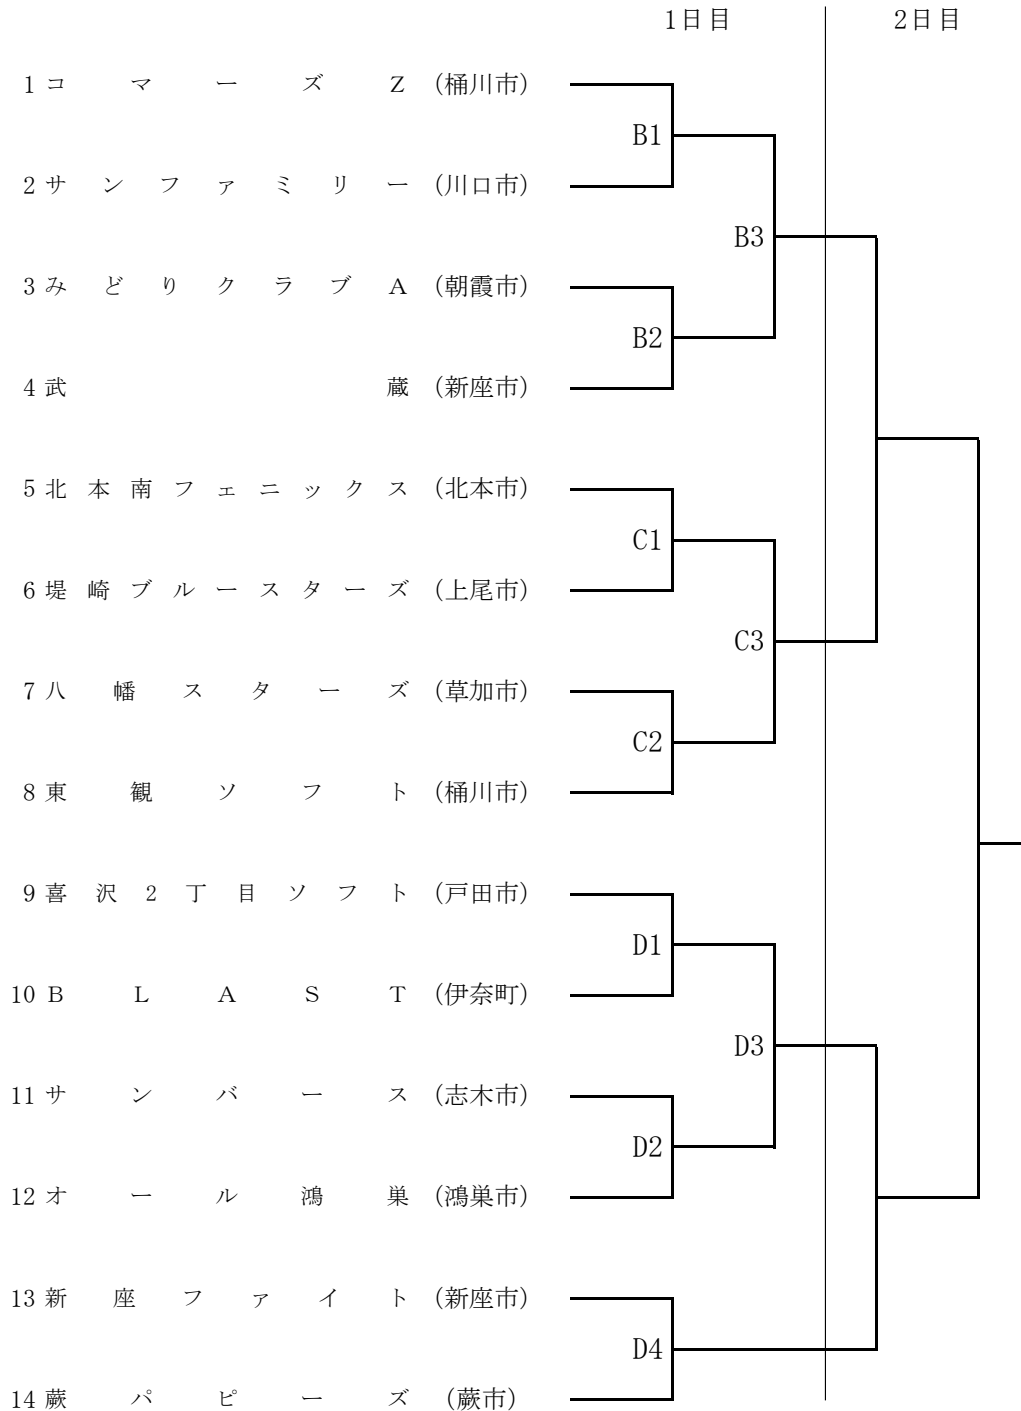 1日目 2日目
1 コマーズZ (桶川市)
B1
2 サンファミリー (川口市)
B3
3 みどりクラブA (朝霞市)
B2
4 武蔵 (新座市)
5 北本南フェニックス (北本市)
C1
6 堤崎ブルースターズ (上尾市)
C3
7 八幡スターズ (草加市)
C2
8 東観ソフト (桶川市)
9 喜沢2丁目ソフト (戸田市)
D1
10 BLAST (伊奈町)
D3
11 サンバース (志木市)
D2
12 オール鴻巣 (鴻巣市)
13 新座ファイト (新座市)
D4
14 蕨パピーズ (蕨市)